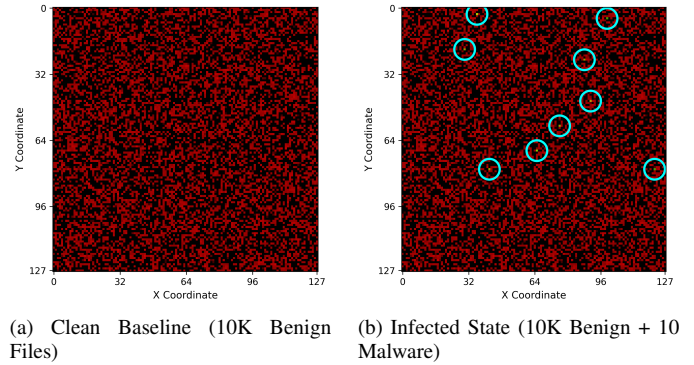 0
32
64
96
127
Y Coordinate
0
32
64
96
127
X Coordinate
(a) Clean Baseline (10K Benign
Files)
0
32
64
96
127
Y Coordinate
0
32
64
96
127
X Coordinate
(b) Infected State (10K Benign + 10
Malware)